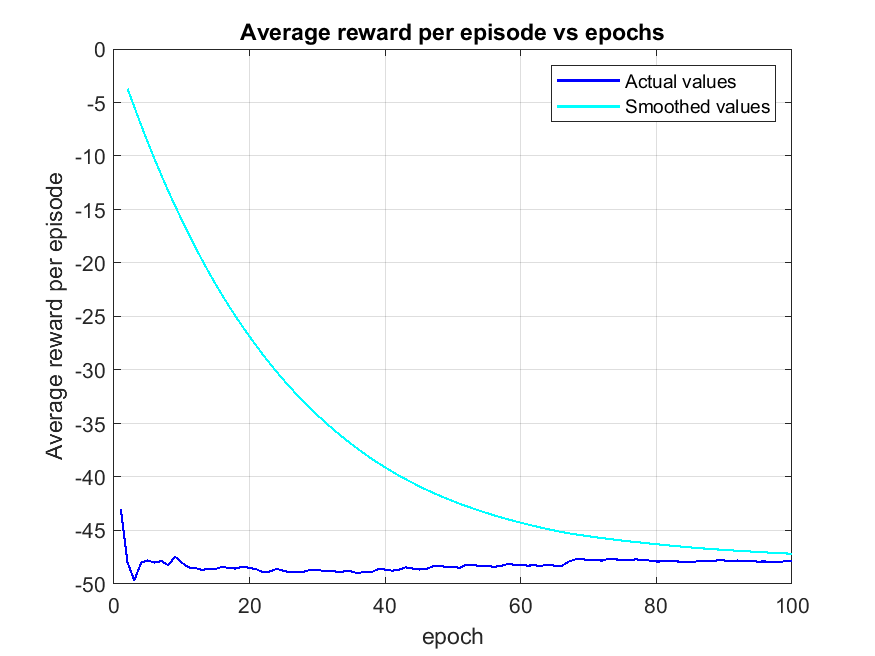 Average reward per episode vs epochs
Actual values
Smoothed values
Average reward per episode
0
-5
-10
-15
-20
-25
-30
-35
-40
-45
-50
0 20 40 60 80 100
epoch